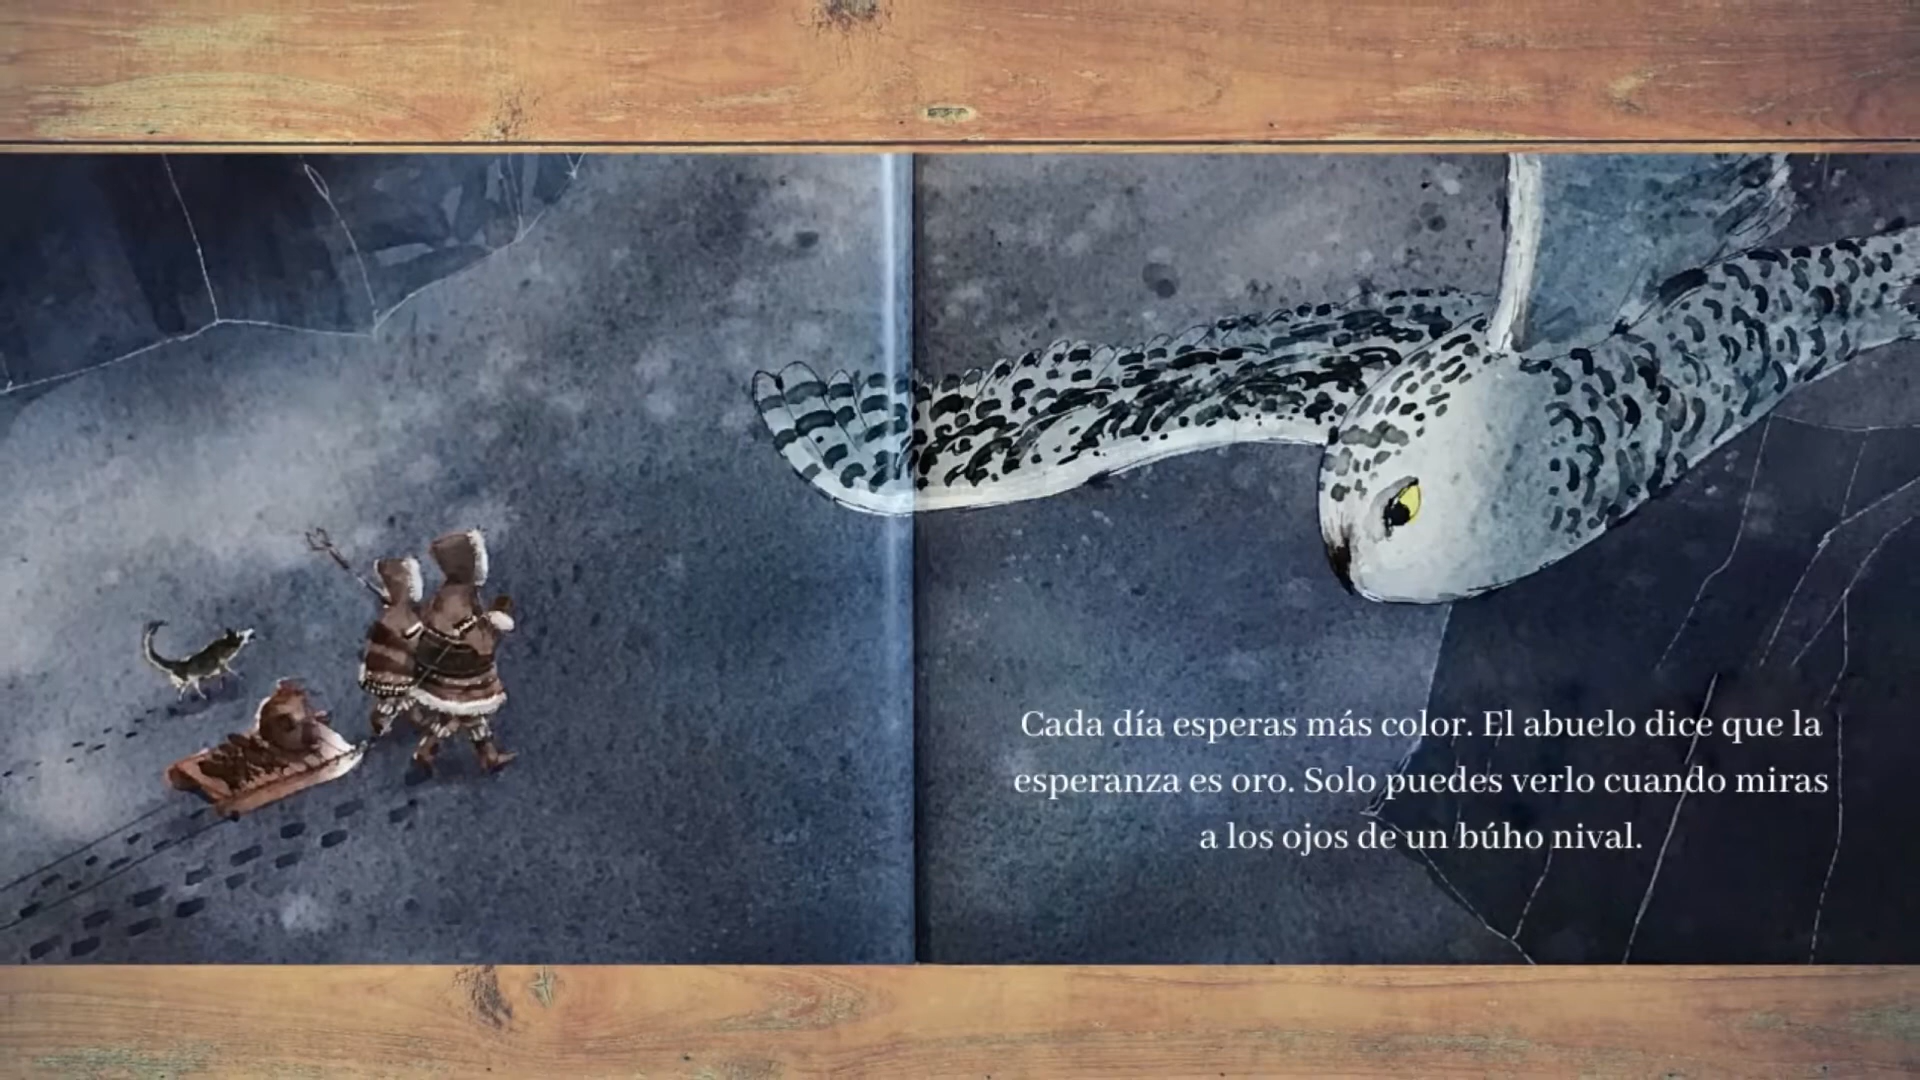 Cada día esperas más color. El abuelo dice que la
esperanza es oro. Solo puedes verlo cuando miras
a los ojos de un búho nival.